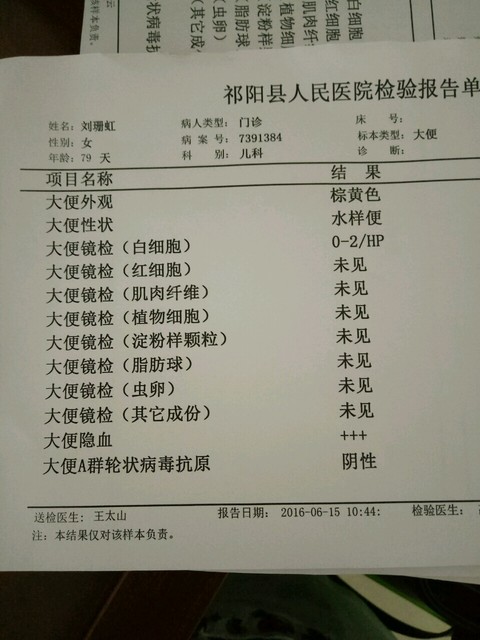 祁阳县人民医院检验报告单
姓名: 刘珊虹 病人类型: 门诊 床 号:
性别: 女 病 案 号: 7391384 标本类型: 大便
年龄: 79 天 科 别: 儿科 诊 断:
项目名称 结 果
大便外观 棕黄色
大便性状 水样便
大便镜检（白细胞） 0-2/HP
大便镜检（红细胞） 未见
大便镜检（肌肉纤维） 未见
大便镜检（植物细胞） 未见
大便镜检（淀粉样颗粒） 未见
大便镜检（脂肪球） 未见
大便镜检（虫卵） 未见
大便镜检（其它成份） 未见
大便隐血 +++
大便A群轮状病毒抗原 阴性
送检医生: 王太山 报告日期: 2016-06-15 10:44: 检验医生:
注: 本结果仅对该样本负责。